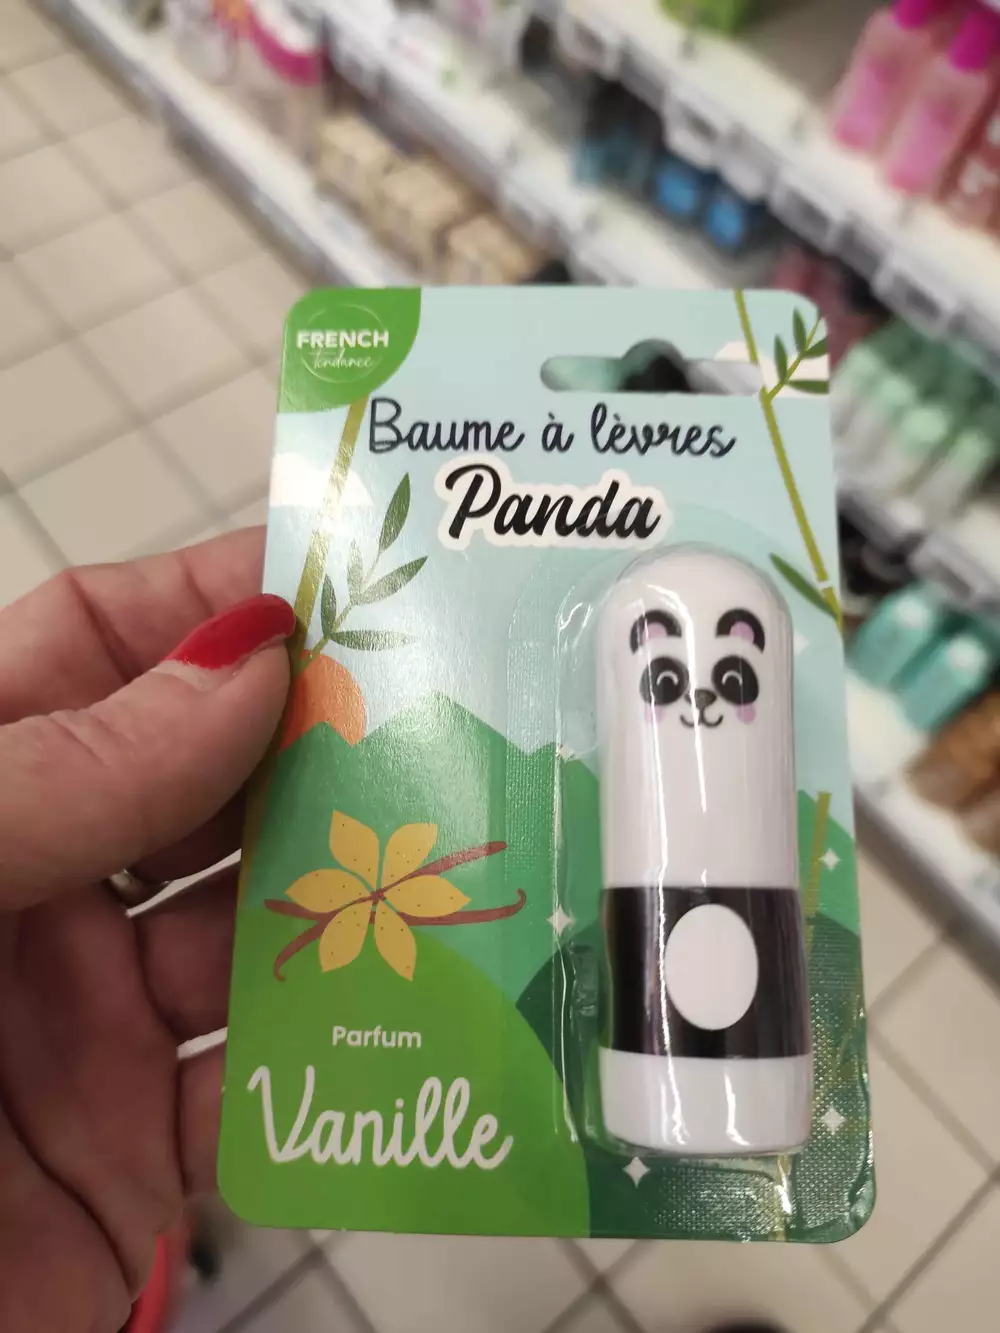 FRENCH
tendance
Baume à lèvres
Panda
Parfum
Vanille